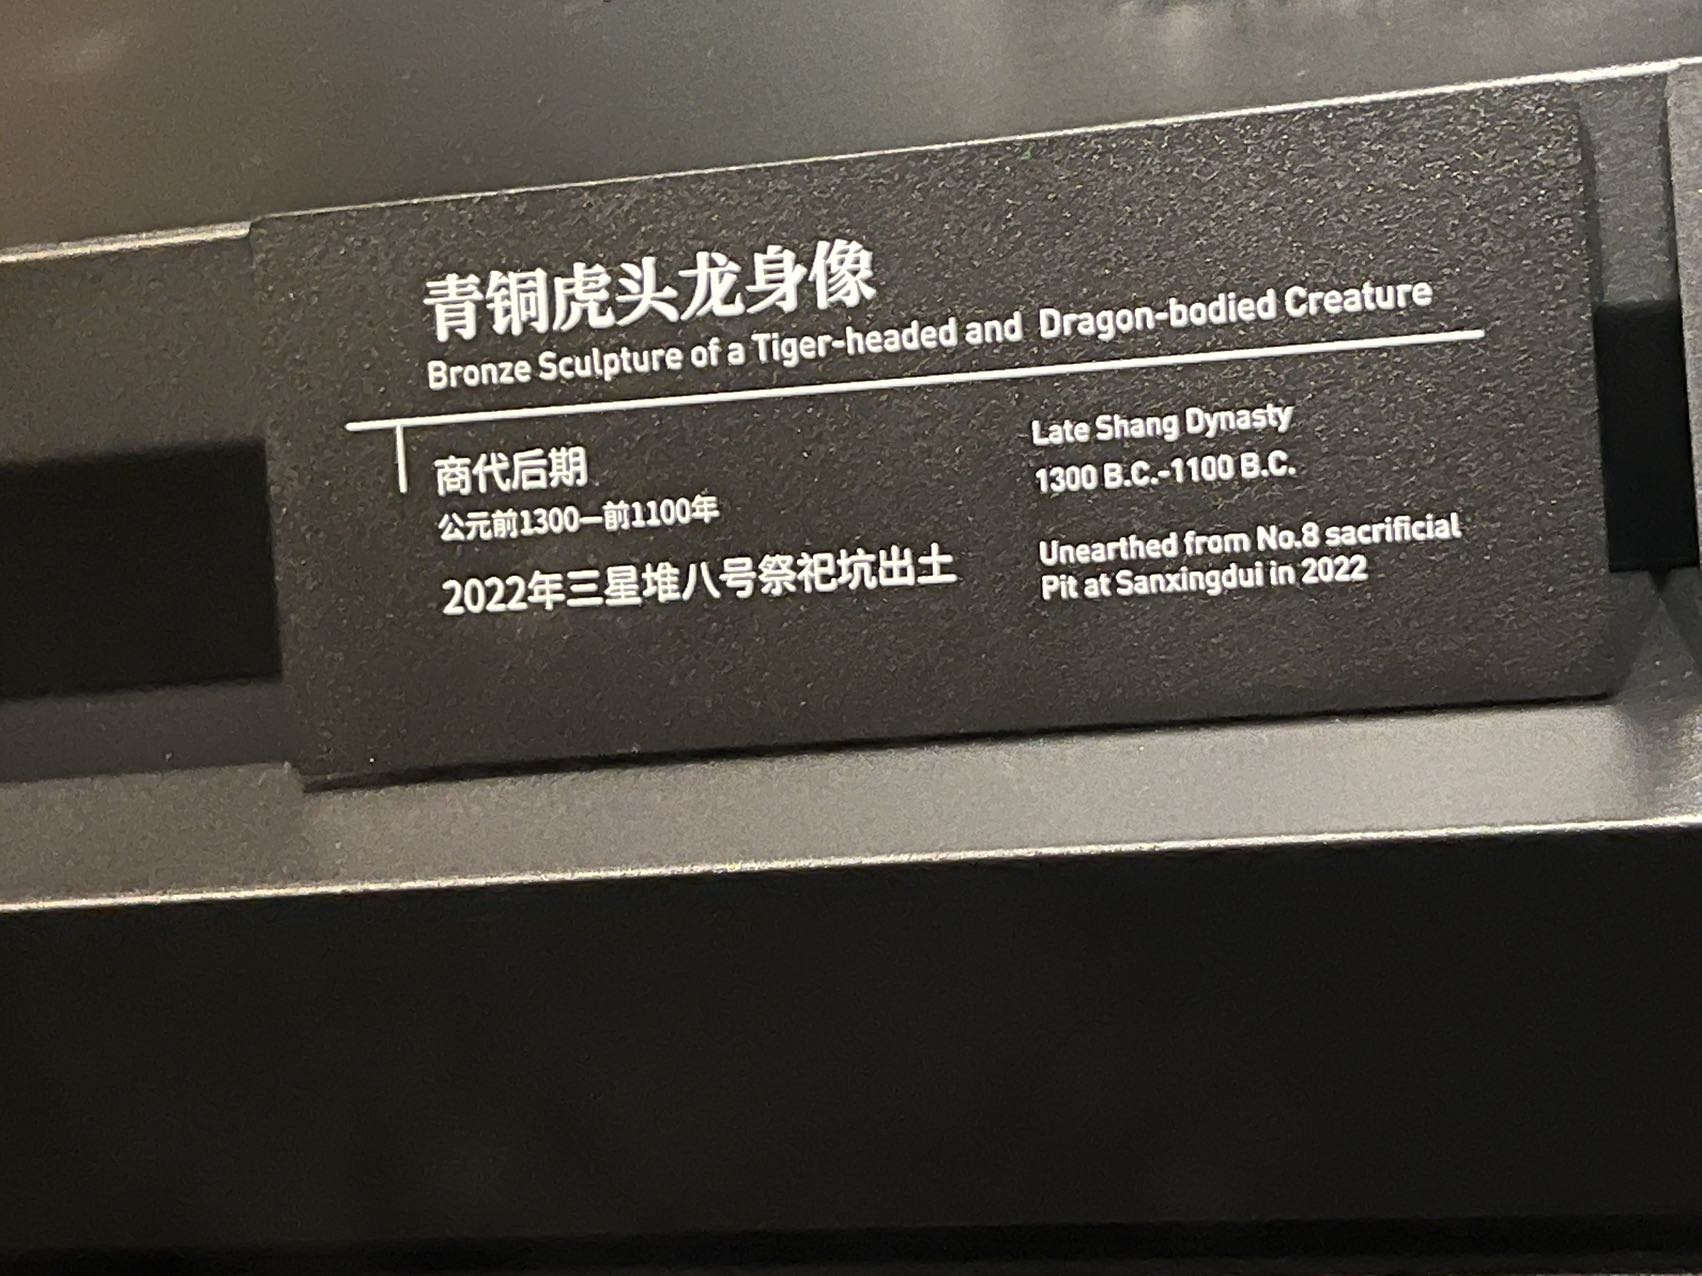 青铜虎头龙身像
Bronze Sculpture of a Tiger-headed and Dragon-bodied Creature
商代后期
公元前1300—前1100年
2022年三星堆八号祭祀坑出土
Late Shang Dynasty
1300 B.C.-1100 B.C.
Unearthed from No.8 sacrificial
Pit at Sanxingdui in 2022